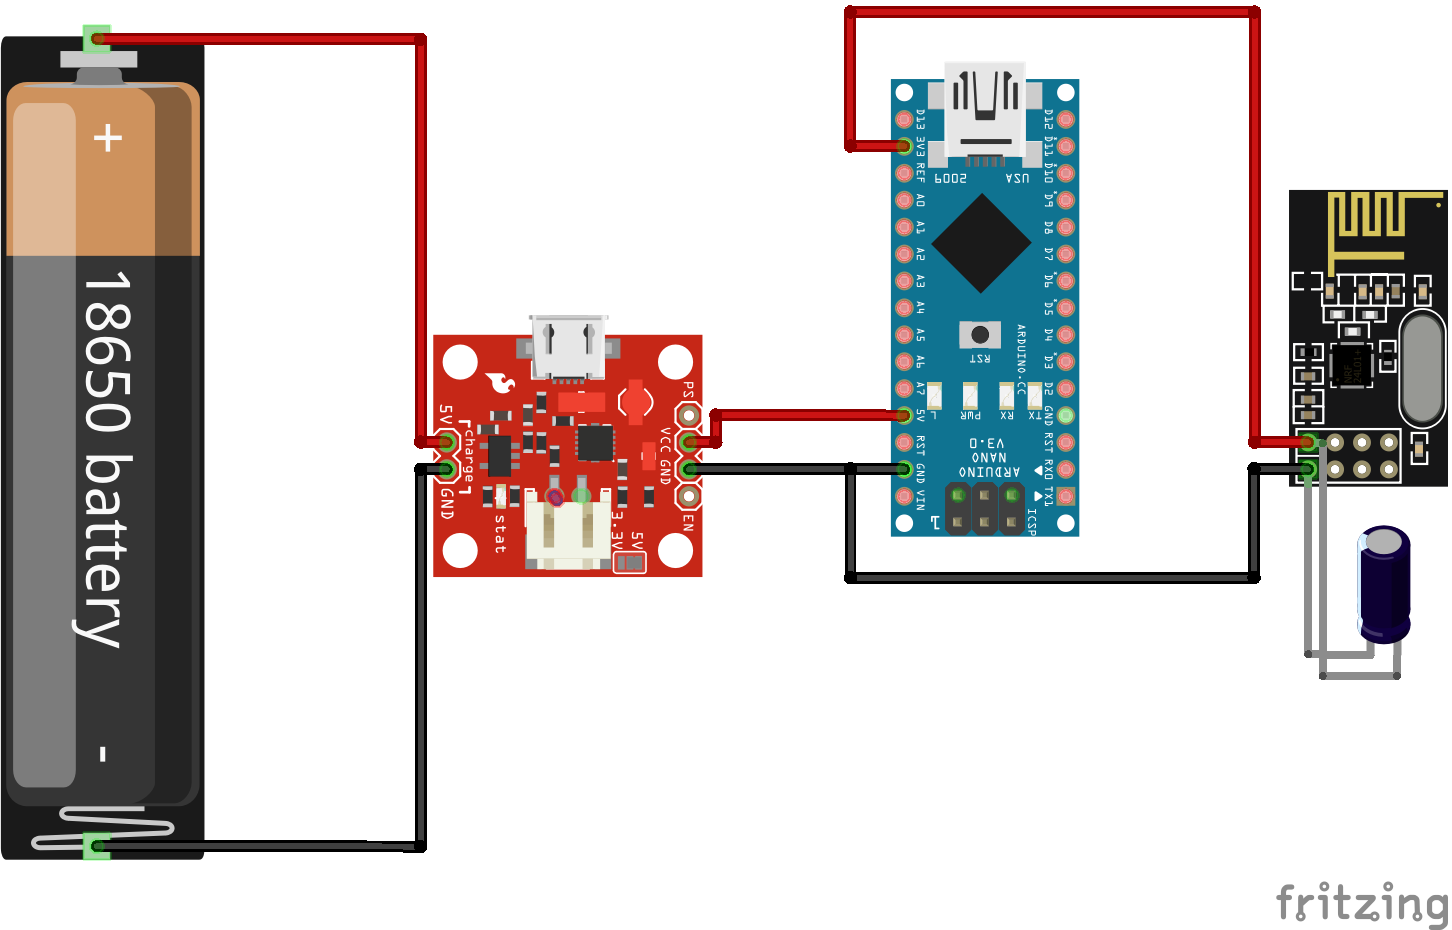 +
18650 battery
-
5V
charge
GND
stat
PS
VCC
GND
EN
3.3V
5V
D13
3V3
REF
A0
A1
A2
A3
A4
A5
A6
A7
5V
RST
GND
VIN
D12
D11
D10
D9
D8
D7
D6
D5
D4
D3
D2
GND
RST
RX0
TX1
USA
2009
RST
ARDUINO.CC
L
PWR
RX
TX
ARDUINO
NANO
V3.0
1
ICSP
fritzing